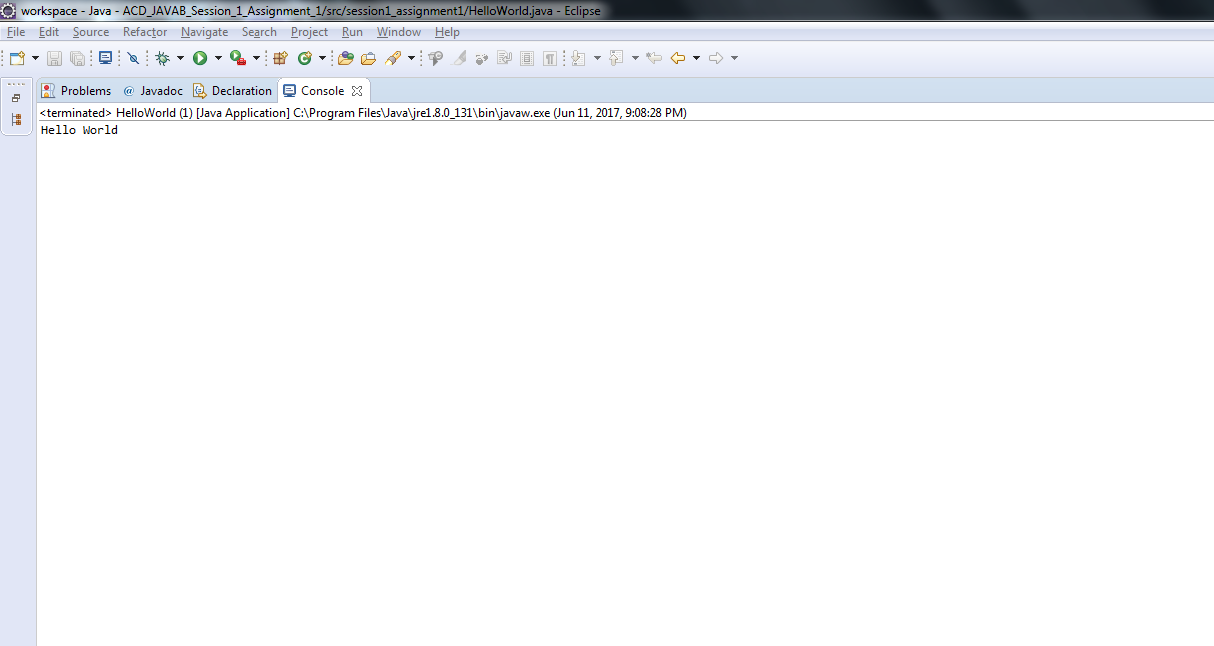 workspace - Java - ACD_JAVAB_Session_1_Assignment_1/src/session1_assignment1/HelloWorld.java - Eclipse
File Edit Source Refactor Navigate Search Project Run Window Help
Problems @ Javadoc Declaration Console
<terminated> HelloWorld (1) [Java Application] C:\Program Files\Java\jre1.8.0_131\bin\javaw.exe (Jun 11, 2017, 9:08:28 PM)
Hello World